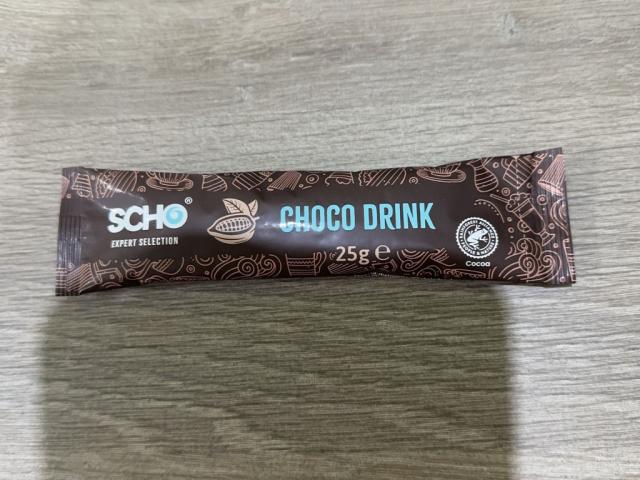 SCHO®
EXPERT SELECTION
CHOCO DRINK
25g ℮
Cocoa